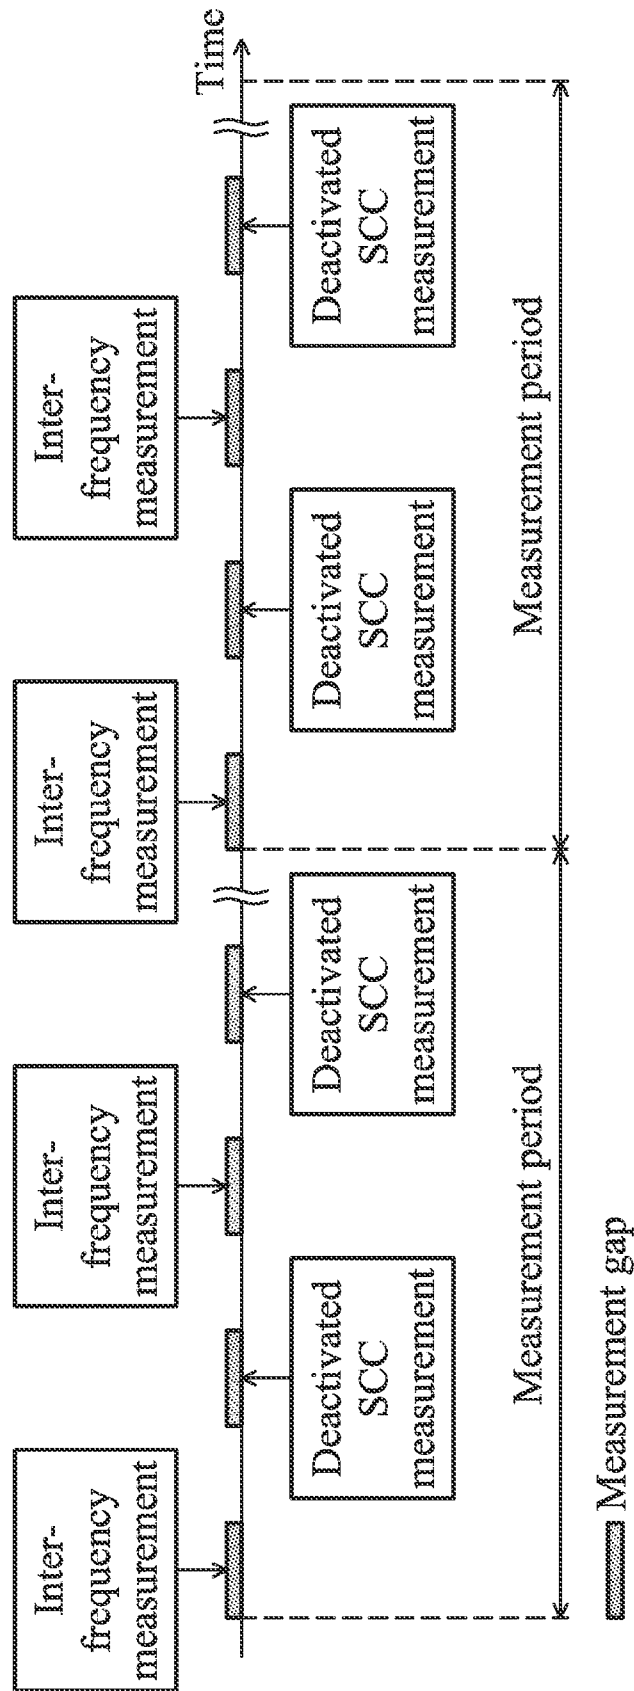 Inter-
frequency
measurement
Inter-
frequency
measurement
Inter-
frequency
measurement
Inter-
frequency
measurement
Time
Deactivated
SCC
measurement
Deactivated
SCC
measurement
Deactivated
SCC
measurement
Deactivated
SCC
measurement
Measurement period
Measurement period
Measurement gap